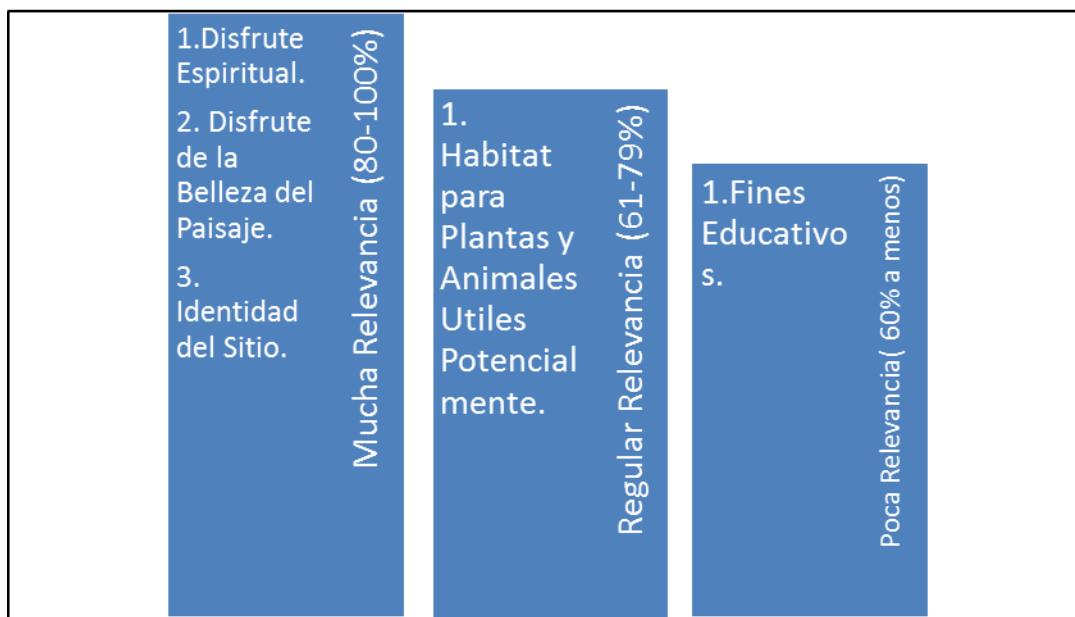 1.Disfrute
Espiritual.
2. Disfrute
de la
Belleza del
Paisaje.
3.
Identidad
del Sitio.
Mucha Relevancia (80-100%)
1.
Habitat
para
Plantas y
Animales
Utiles
Potencial
mente.
Regular Relevancia (61-79%)
1.Fines
Educativo
s.
Poca Relevancia( 60% a menos)